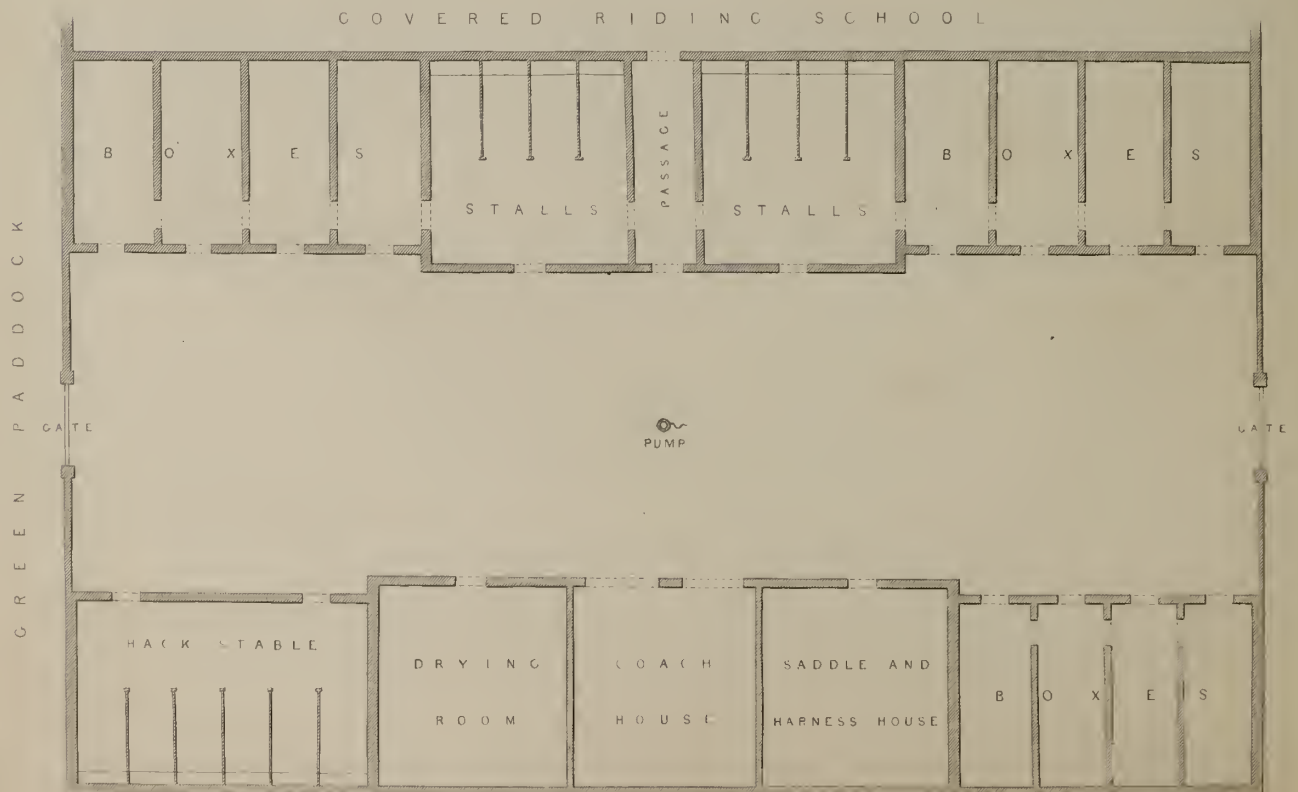 COVERED RIDING SCHOOL
BOXES
STALLS
PASSAGE
STALLS
BOXES
GREEN PADDOCK
GATE
PUMP
GATE
HACK STABLE
DRYING
ROOM
COACH
HOUSE
SADDLE AND
HARNESS HOUSE
BOXES